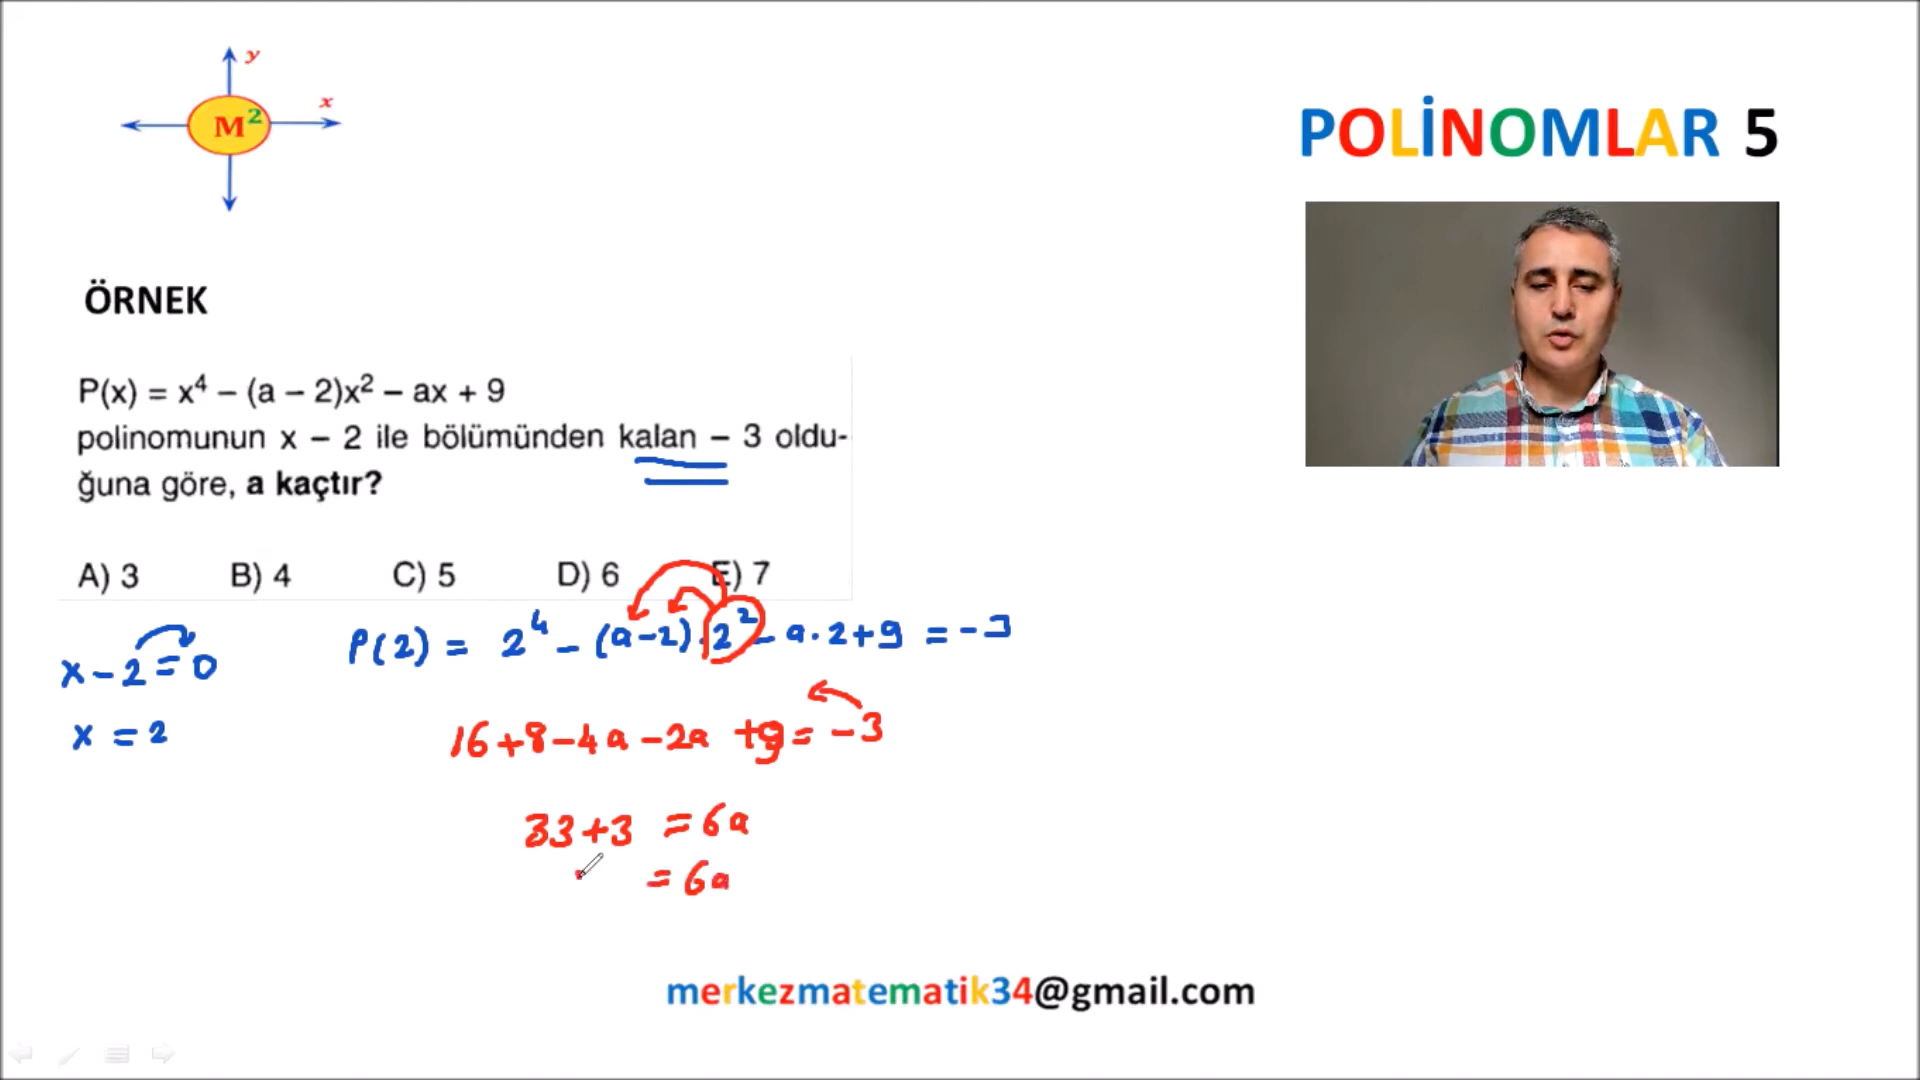 y
x
M²
POLİNOMLAR 5
ÖRNEK
P(x) = x⁴ – (a – 2)x² – ax + 9
polinomunun x – 2 ile bölümünden kalan – 3 oldu-
ğuna göre, a kaçtır?
A) 3 B) 4 C) 5 D) 6 E) 7
x – 2 = 0
x = 2
P(2) = 2⁴ – (a-2).2² – a.2+9 = -3
16+8-4a-2a +9 = -3
33+3 = 6a
= 6a
merkezmatematik34@gmail.com